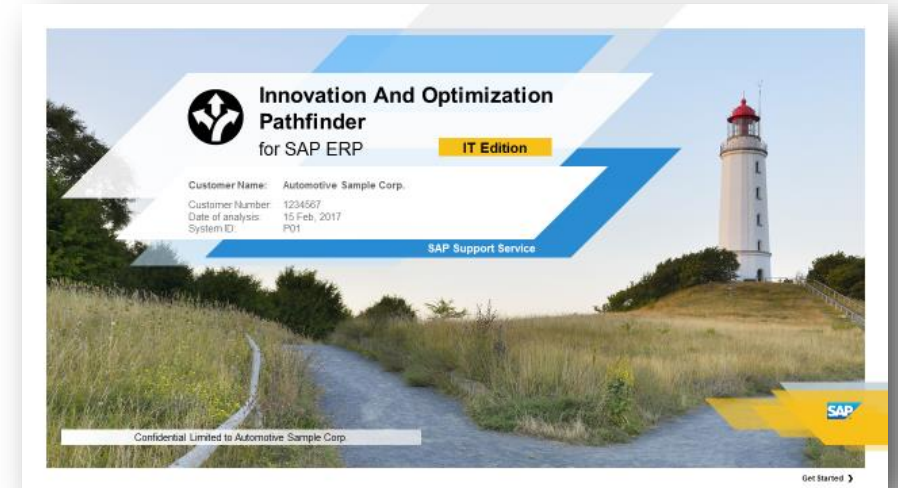 Innovation And Optimization
Pathfinder
for SAP ERP
IT Edition
Customer Name: Automotive Sample Corp.
Customer Number 1234567
Date of analysis: 15 Feb, 2017
System ID: P01
SAP Support Service
SAP
Confidential Limited to Automotive Sample Corp.
Get Started ❯